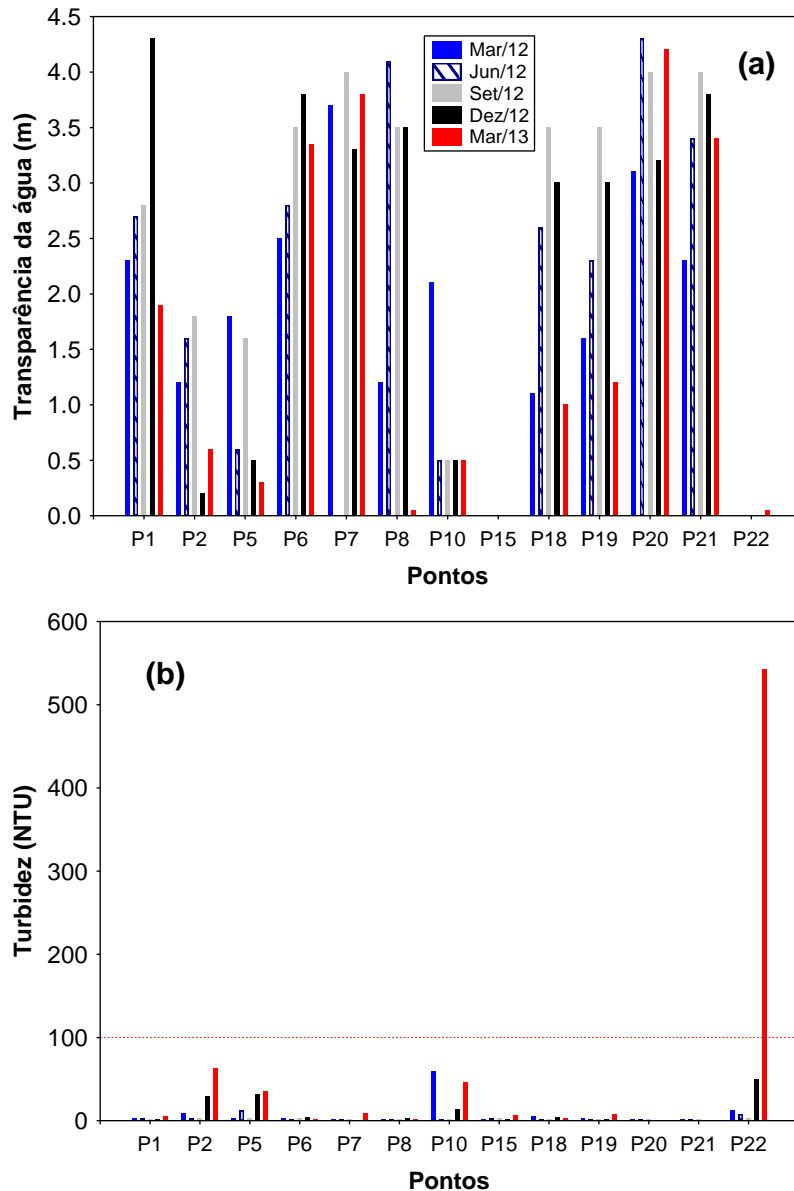 4.5
4.0
3.5
3.0
2.5
2.0
1.5
1.0
0.5
0.0
Transparência da água (m)
Mar/12
Jun/12
Set/12
Dez/12
Mar/13
(a)
P1 P2 P5 P6 P7 P8 P10 P15 P18 P19 P20 P21 P22
Pontos
600
500
400
300
200
100
0
Turbidez (NTU)
(b)
P1 P2 P5 P6 P7 P8 P10 P15 P18 P19 P20 P21 P22
Pontos